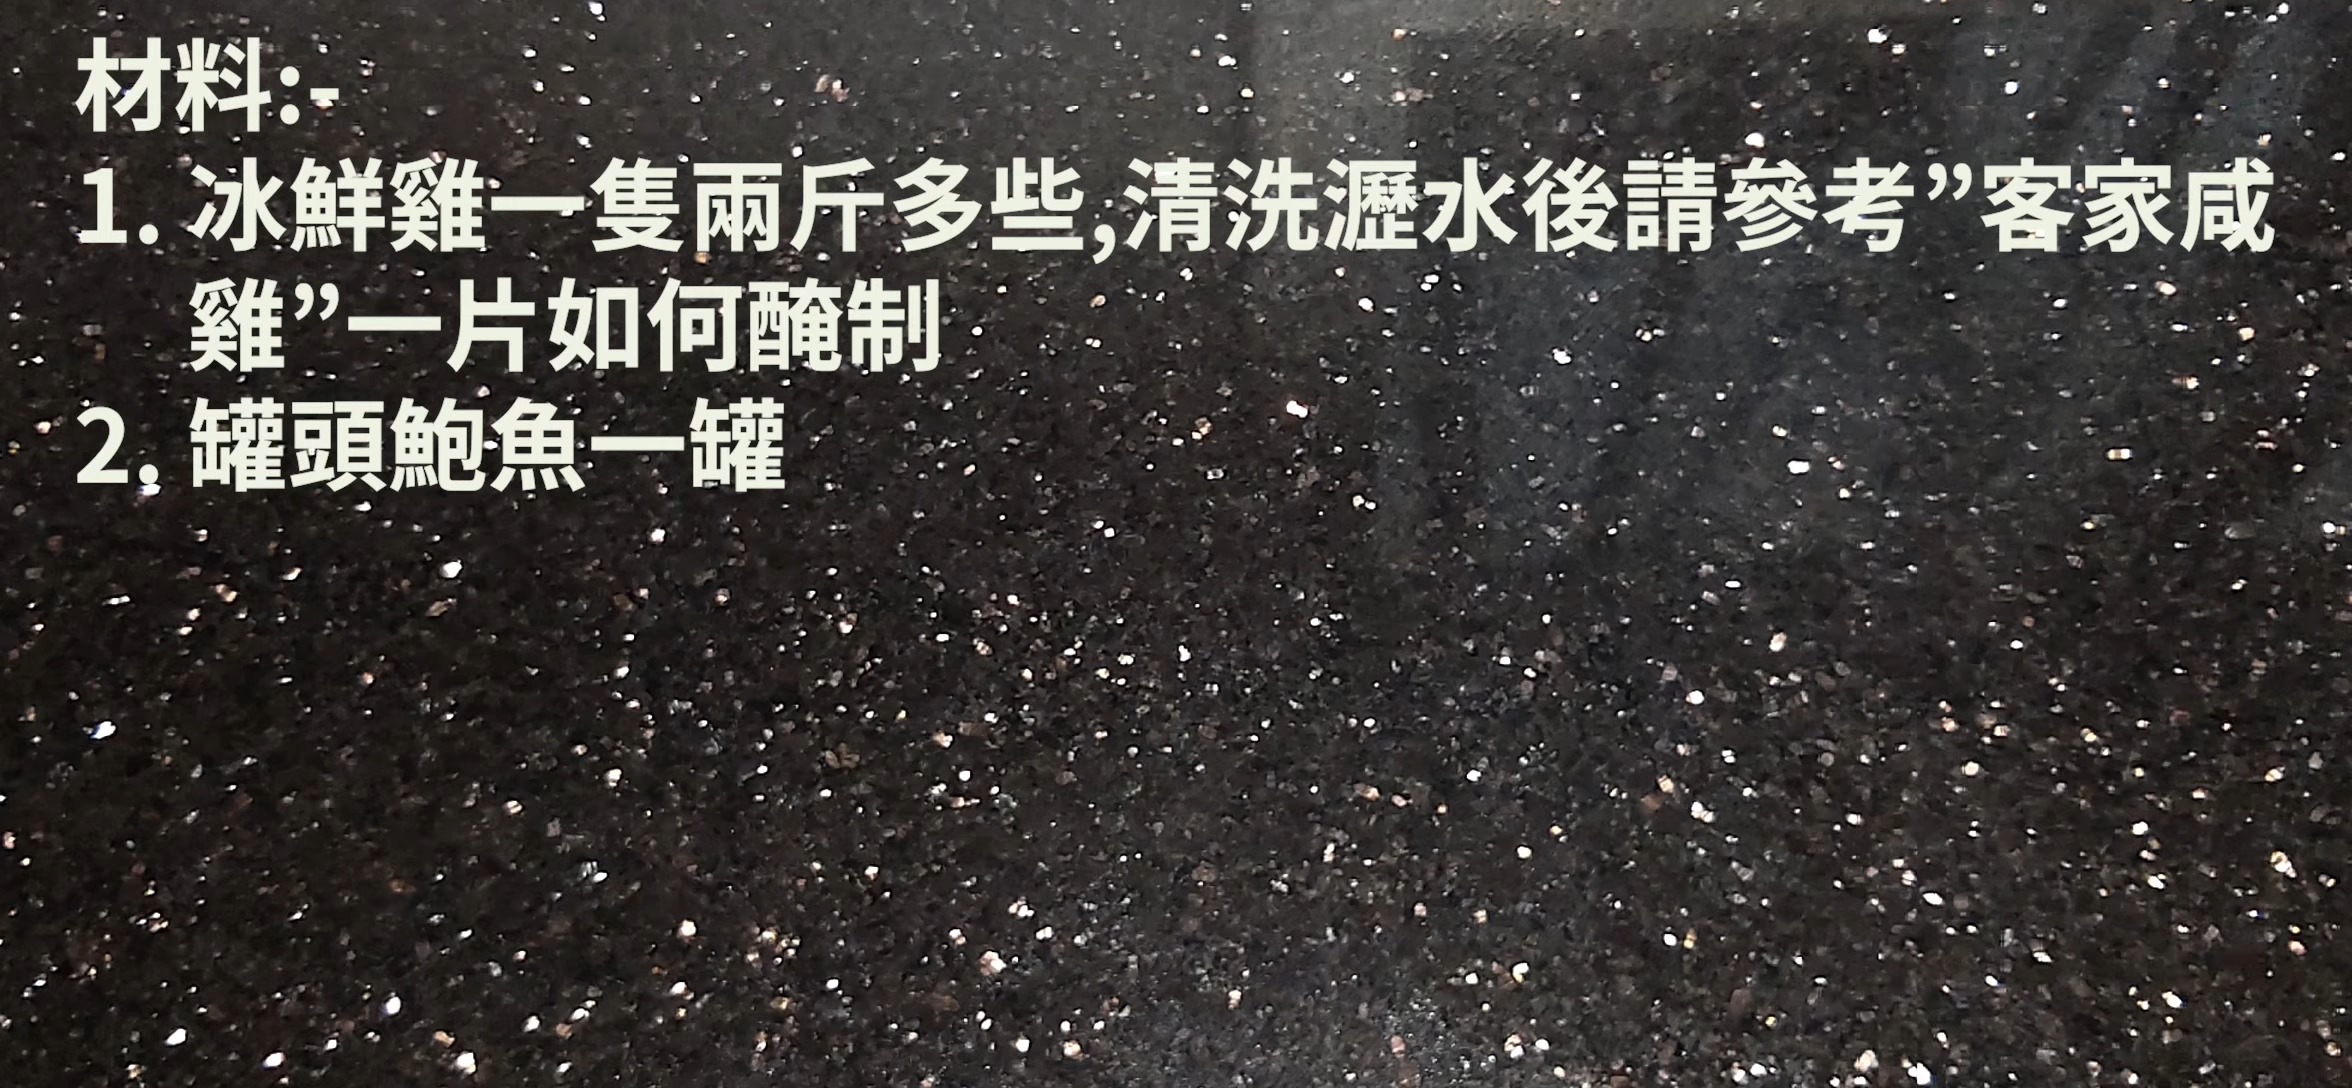 材料:-
1. 冰鮮雞一隻兩斤多些,清洗瀝水後請參考”客家咸
雞”一片如何醃制
2. 罐頭鮑魚一罐